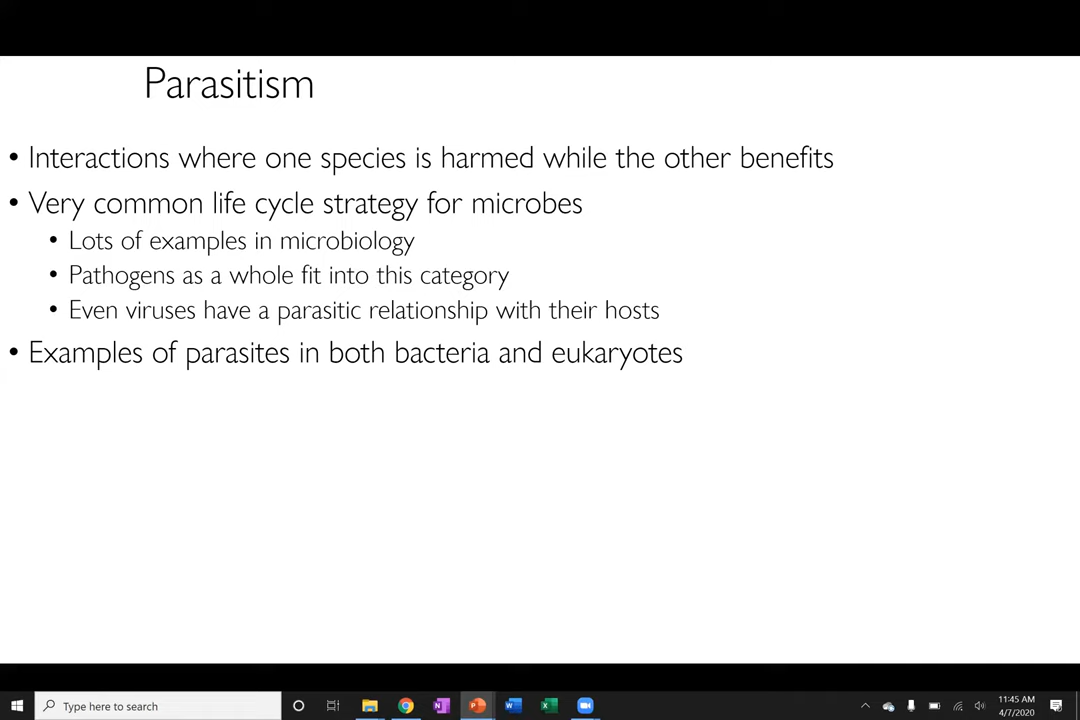 Parasitism
• Interactions where one species is harmed while the other benefits
• Very common life cycle strategy for microbes
• Lots of examples in microbiology
• Pathogens as a whole fit into this category
• Even viruses have a parasitic relationship with their hosts
• Examples of parasites in both bacteria and eukaryotes
Type here to search
11:45 AM
4/7/2020